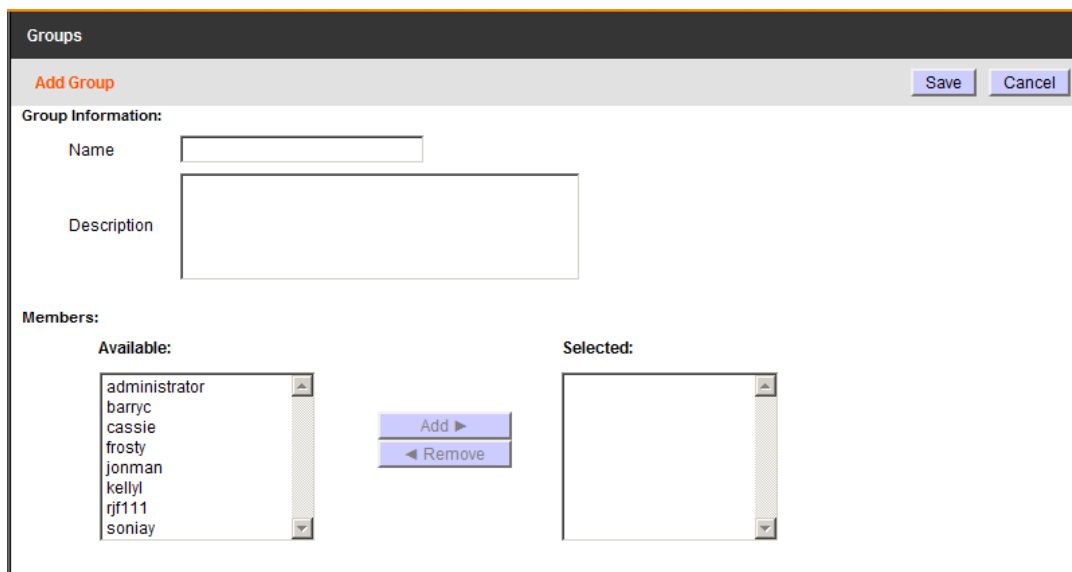 Groups
Add Group
Save Cancel
Group Information:
Name
Description
Members:
Available: Selected:
administrator
barryc
cassie
frosty
jonman
kellyl
rjf111
soniay
Add ►
◄ Remove